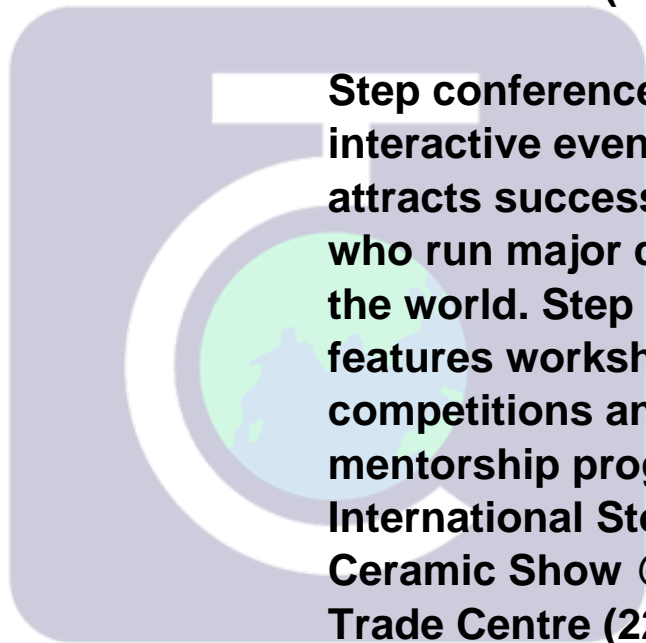 (
Step conference
interactive even
attracts success
who run major
the world. Step
features worksh
competitions an
mentorship prog
International St
Ceramic Show
Trade Centre (22